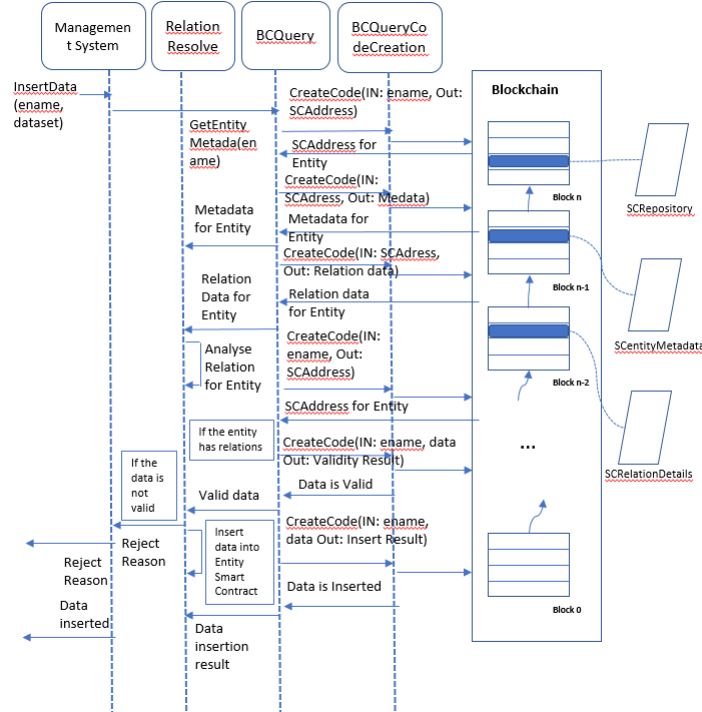 Managemen
t System
Relation
Resolve
BCQuery
BCQueryCo
deCreation
InsertData
(ename,
dataset)
CreateCode(IN: ename, Out:
SCAddress)
Blockchain
GetEntity
Metada(en
ame)
SCAddress for
Entity
CreateCode(IN:
SCAdress, Out: Medata)
Block n
SCRepository
Metadata
for Entity
Metadata for
Entity
CreateCode(IN: SCAdress,
Out: Relation data)
Block n-1
Relation
Data for
Entity
Relation data
for Entity
SCentityMetadata
CreateCode(IN:
ename, Out:
SCAddress)
Analyse
Relation
for Entity
Block n-2
SCAddress for Entity
If the entity
has relations
CreateCode(IN: ename, data
Out: Validity Result)
...
SCRelationDetails
If the
data is
not
valid
Data is Valid
Valid data
CreateCode(IN: ename,
data Out: Insert Result)
Insert
data into
Entity
Smart
Contract
Reject
Reason
Reject
Reason
Data is Inserted
Data
inserted
Block 0
Data
insertion
result